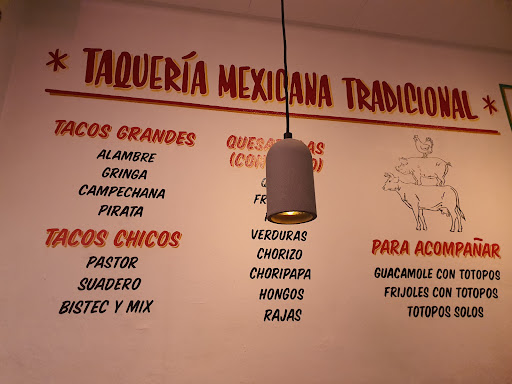 * TAQUERÍA MEXICANA TRADICIONAL *
TACOS GRANDES
ALAMBRE
GRINGA
CAMPECHANA
PIRATA
TACOS CHICOS
PASTOR
SUADERO
BISTEC Y MIX
VERDURAS
CHORIZO
CHORIPAPA
HONGOS
RAJAS
PARA ACOMPAÑAR
GUACAMOLE CON TOTOPOS
FRIJOLES CON TOTOPOS
TOTOPOS SOLOS